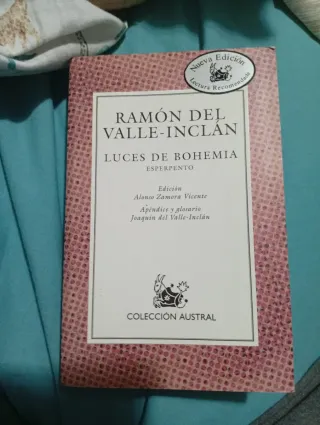 Nueva Edición
Lectura Recomendada
RAMÓN DEL
VALLE-INCLÁN
LUCES DE BOHEMIA
ESPERPENTO
Edición
Alonso Zamora Vicente
Apéndice y glosario
Joaquín del Valle-Inclán
COLECCIÓN AUSTRAL